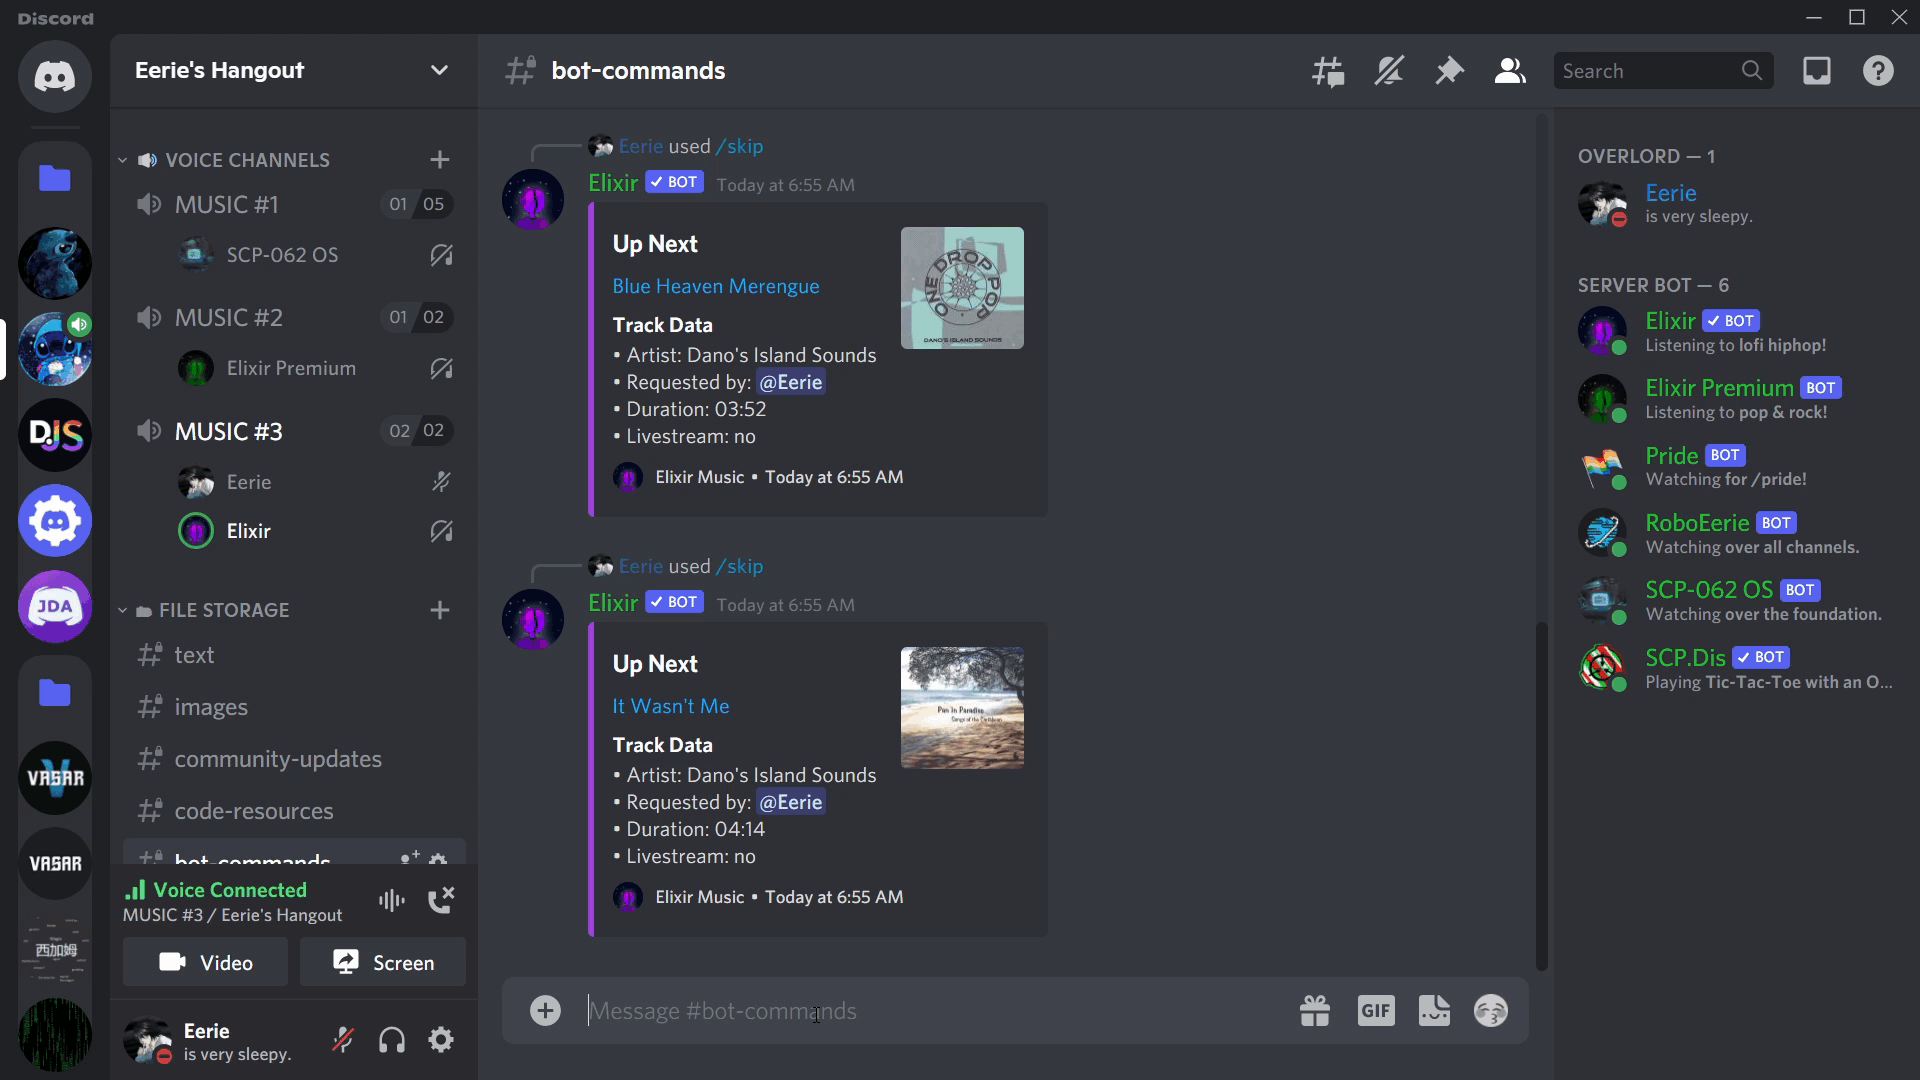 Discord
Eerie's Hangout
VOICE CHANNELS
MUSIC #1
01 05
SCP-062 OS
MUSIC #2
01 02
Elixir Premium
MUSIC #3
02 02
Eerie
Elixir
FILE STORAGE
text
images
community-updates
code-resources
bot-commands
Voice Connected
MUSIC #3 / Eerie's Hangout
Video
Screen
Eerie
is very sleepy.
DJS
JDA
VASAR
VASAR
西加姆
bot-commands
Search
Eerie used /skip
Elixir ✓ BOT Today at 6:55 AM
Up Next
Blue Heaven Merengue
Track Data
• Artist: Dano's Island Sounds
• Requested by: @Eerie
• Duration: 03:52
• Livestream: no
Elixir Music • Today at 6:55 AM
ONE DROP POD
DANO'S ISLAND SOUNDS
Eerie used /skip
Elixir ✓ BOT Today at 6:55 AM
Up Next
It Wasn't Me
Track Data
• Artist: Dano's Island Sounds
• Requested by: @Eerie
• Duration: 04:14
• Livestream: no
Elixir Music • Today at 6:55 AM
Pan In Paradise
Songs of the Caribbean
Message #bot-commands
GIF
OVERLORD — 1
Eerie
is very sleepy.
SERVER BOT — 6
Elixir ✓ BOT
Listening to lofi hiphop!
Elixir Premium BOT
Listening to pop & rock!
Pride BOT
Watching for /pride!
RoboEerie BOT
Watching over all channels.
SCP-062 OS BOT
Watching over the foundation.
SCP.Dis ✓ BOT
Playing Tic-Tac-Toe with an O...